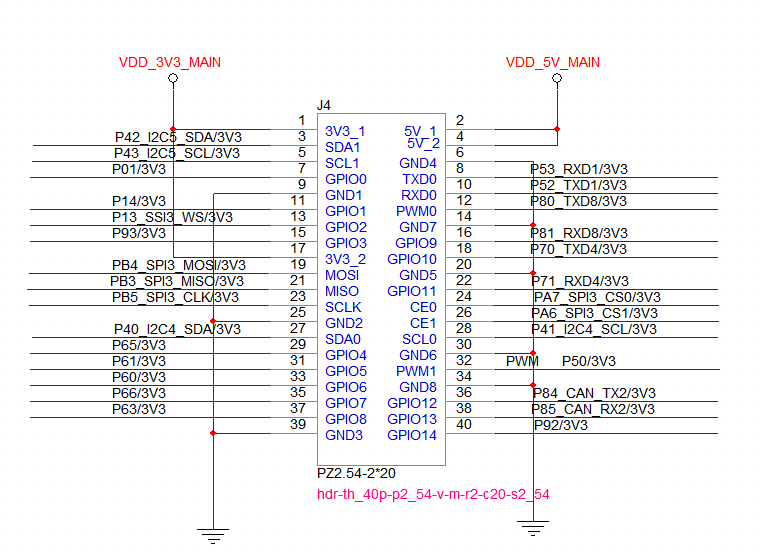 VDD_3V3_MAIN VDD_5V_MAIN
J4
1 3V3_1 5V_1 2
P42_I2C5_SDA/3V3 3 SDA1 5V_2 4
P43_I2C5_SCL/3V3 5 SCL1 GND4 6
P01/3V3 7 GPIO0 TXD0 8 P53_RXD1/3V3
9 GND1 RXD0 10 P52_TXD1/3V3
P14/3V3 11 GPIO1 PWM0 12 P80_TXD8/3V3
P13_SSI3_WS/3V3 13 GPIO2 GND7 14
P93/3V3 15 GPIO3 GPIO9 16 P81_RXD8/3V3
17 3V3_2 GPIO10 18 P70_TXD4/3V3
PB4_SPI3_MOSI/3V3 19 MOSI GND5 20
PB3_SPI3_MISO/3V3 21 MISO GPIO11 22 P71_RXD4/3V3
PB5_SPI3_CLK/3V3 23 SCLK CE0 24 PA7_SPI3_CS0/3V3
25 GND2 CE1 26 PA6_SPI3_CS1/3V3
P40_I2C4_SDA/3V3 27 SDA0 SCL0 28 P41_I2C4_SCL/3V3
P65/3V3 29 GPIO4 GND6 30
P61/3V3 31 GPIO5 PWM1 32 PWM P50/3V3
P60/3V3 33 GPIO6 GND8 34
P66/3V3 35 GPIO7 GPIO12 36 P84_CAN_TX2/3V3
P63/3V3 37 GPIO8 GPIO13 38 P85_CAN_RX2/3V3
39 GND3 GPIO14 40 P92/3V3
PZ2.54-2*20
hdr-th_40p-p2_54-v-m-r2-c20-s2_54